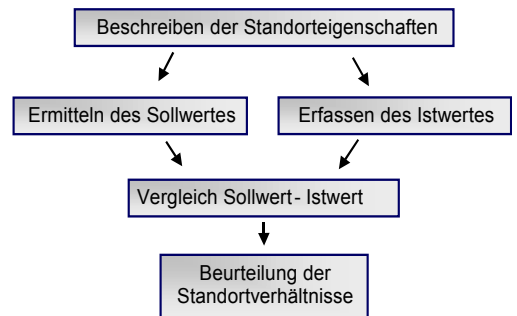 Beschreiben der Standorteigenschaften
Ermitteln des Sollwertes
Erfassen des Istwertes
Vergleich Sollwert - Istwert
Beurteilung der
Standortverhältnisse